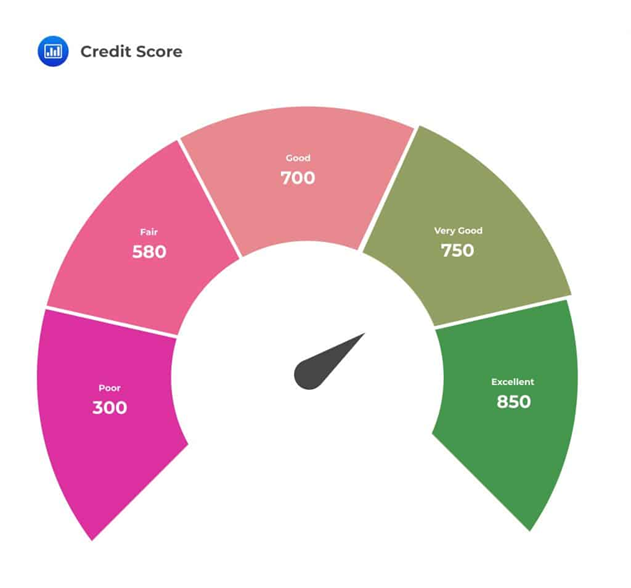 Credit Score
Poor
300
Fair
580
Good
700
Very Good
750
Excellent
850